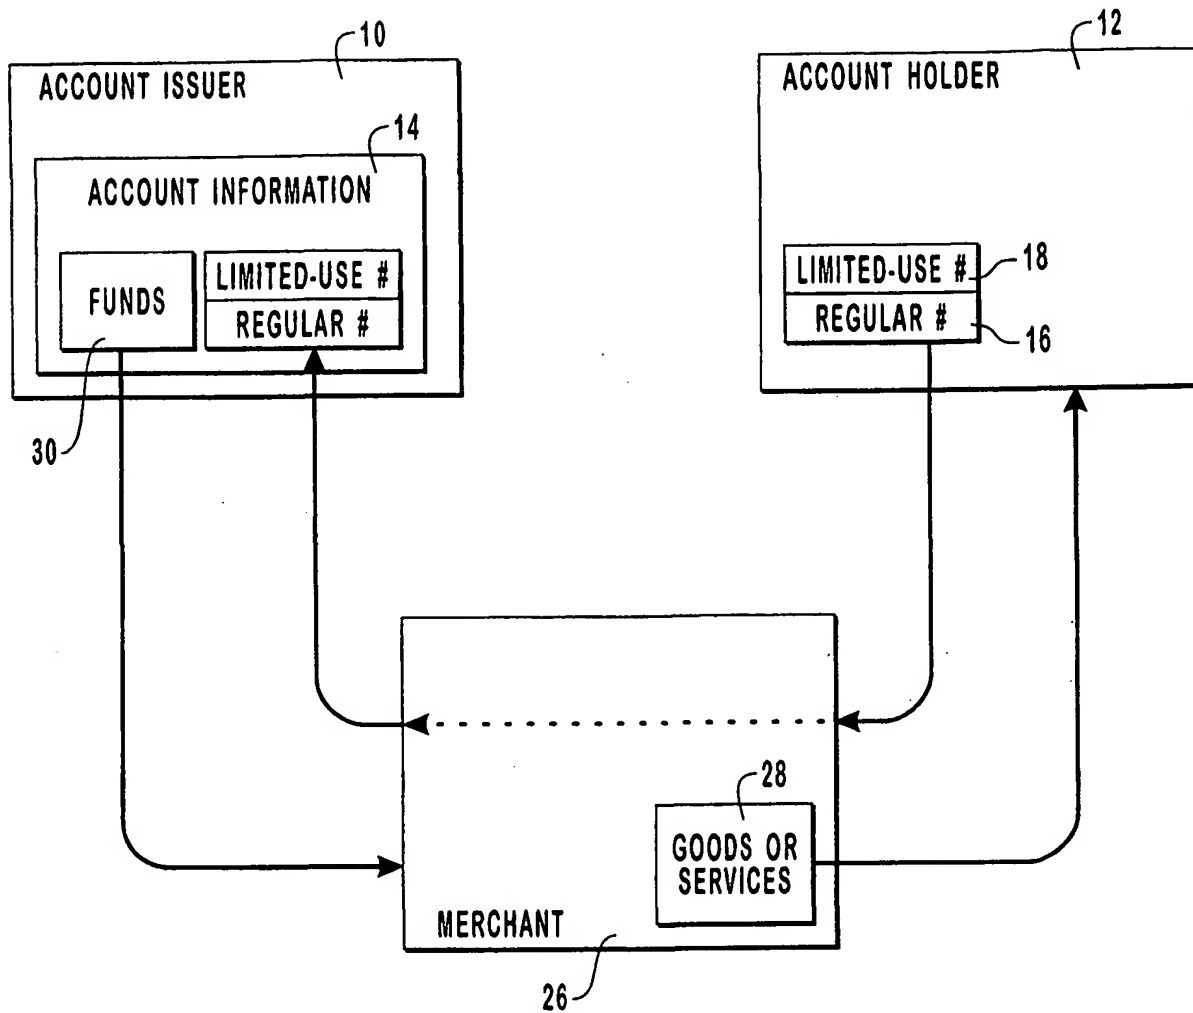 10
ACCOUNT ISSUER
14
ACCOUNT INFORMATION
FUNDS
LIMITED-USE #
REGULAR #
30
12
ACCOUNT HOLDER
LIMITED-USE #
18
REGULAR #
16
28
GOODS OR
SERVICES
MERCHANT
26